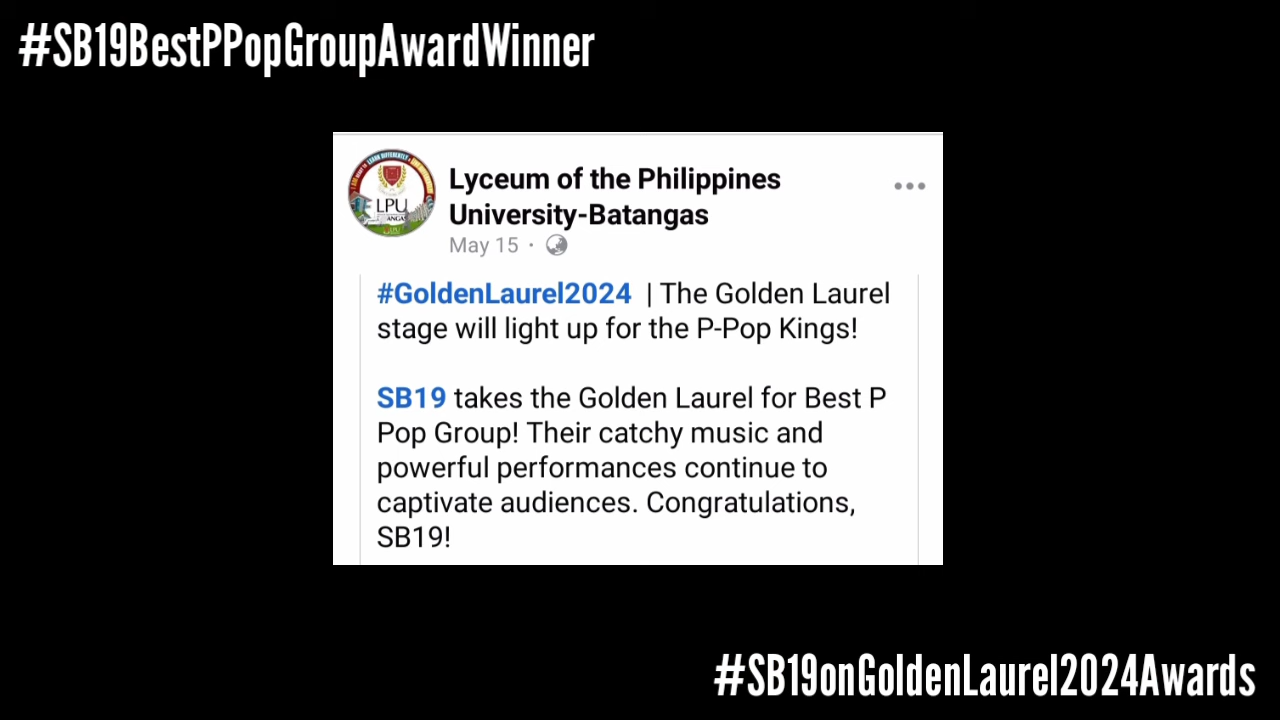 #SB19BestPPopGroupAwardWinner
Lyceum of the Philippines
University-Batangas
May 15 ·
LPU
#GoldenLaurel2024 | The Golden Laurel
stage will light up for the P-Pop Kings!
SB19 takes the Golden Laurel for Best P
Pop Group! Their catchy music and
powerful performances continue to
captivate audiences. Congratulations,
SB19!
#SB19onGoldenLaurel2024Awards